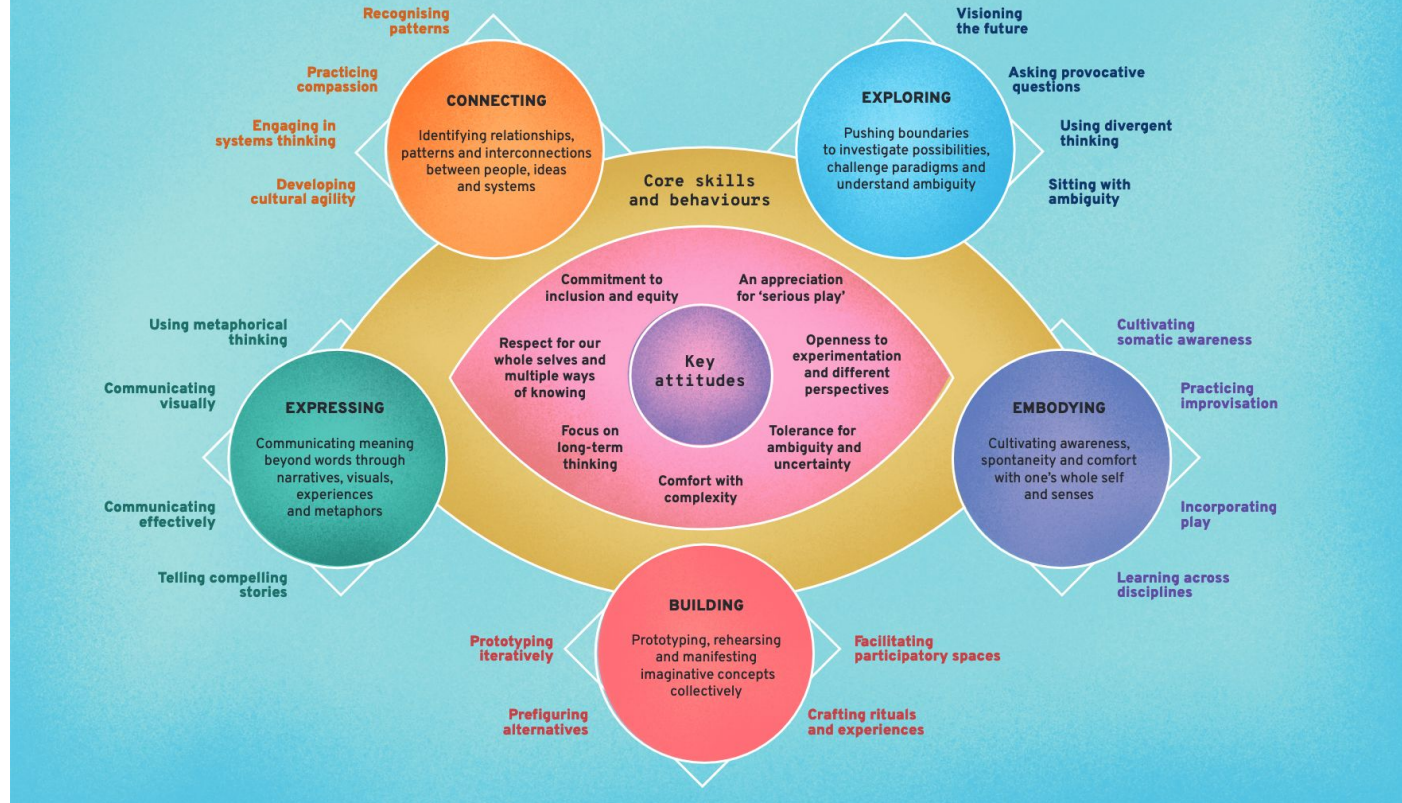 Recognising
patterns
Practicing
compassion
Engaging in
systems thinking
Developing
cultural agility
CONNECTING
Identifying relationships,
patterns and interconnections
between people, ideas
and systems
Visioning
the future
Asking provocative
questions
Using divergent
thinking
Sitting with
ambiguity
EXPLORING
Pushing boundaries
to investigate possibilities,
challenge paradigms and
understand ambiguity
Core skills
and behaviours
Commitment to
inclusion and equity
An appreciation
for ‘serious play’
Respect for our
whole selves and
multiple ways
of knowing
Key
attitudes
Openness to
experimentation
and different
perspectives
Focus on
long-term
thinking
Tolerance for
ambiguity and
uncertainty
Comfort with
complexity
Using metaphorical
thinking
Communicating
visually
Communicating
effectively
Telling compelling
stories
EXPRESSING
Communicating meaning
beyond words through
narratives, visuals,
experiences
and metaphors
Cultivating
somatic awareness
Practicing
improvisation
Incorporating
play
Learning across
disciplines
EMBODYING
Cultivating awareness,
spontaneity and comfort
with one’s whole self
and senses
BUILDING
Prototyping, rehearsing
and manifesting
imaginative concepts
collectively
Prototyping
iteratively
Prefiguring
alternatives
Facilitating
participatory spaces
Crafting rituals
and experiences